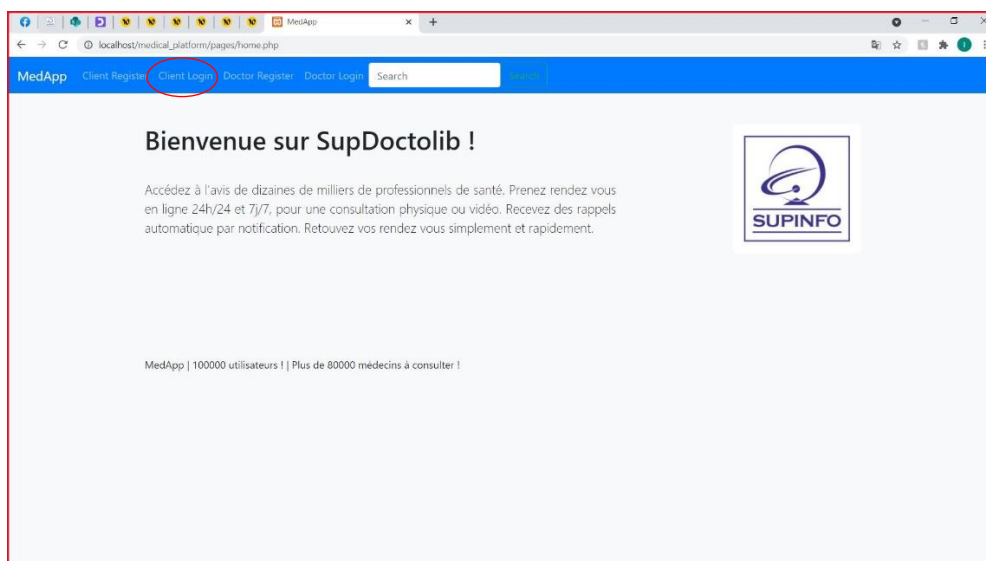 MedApp
localhost/medical_platform/pages/home.php
MedApp Client Register Client Login Doctor Register Doctor Login Search Search
Bienvenue sur SupDoctolib !
Accédez à l'avis de dizaines de milliers de professionnels de santé. Prenez rendez vous
en ligne 24h/24 et 7j/7, pour une consultation physique ou vidéo. Recevez des rappels
automatique par notification. Retouvez vos rendez vous simplement et rapidement.
SUPINFO
MedApp | 100000 utilisateurs ! | Plus de 80000 médecins à consulter !